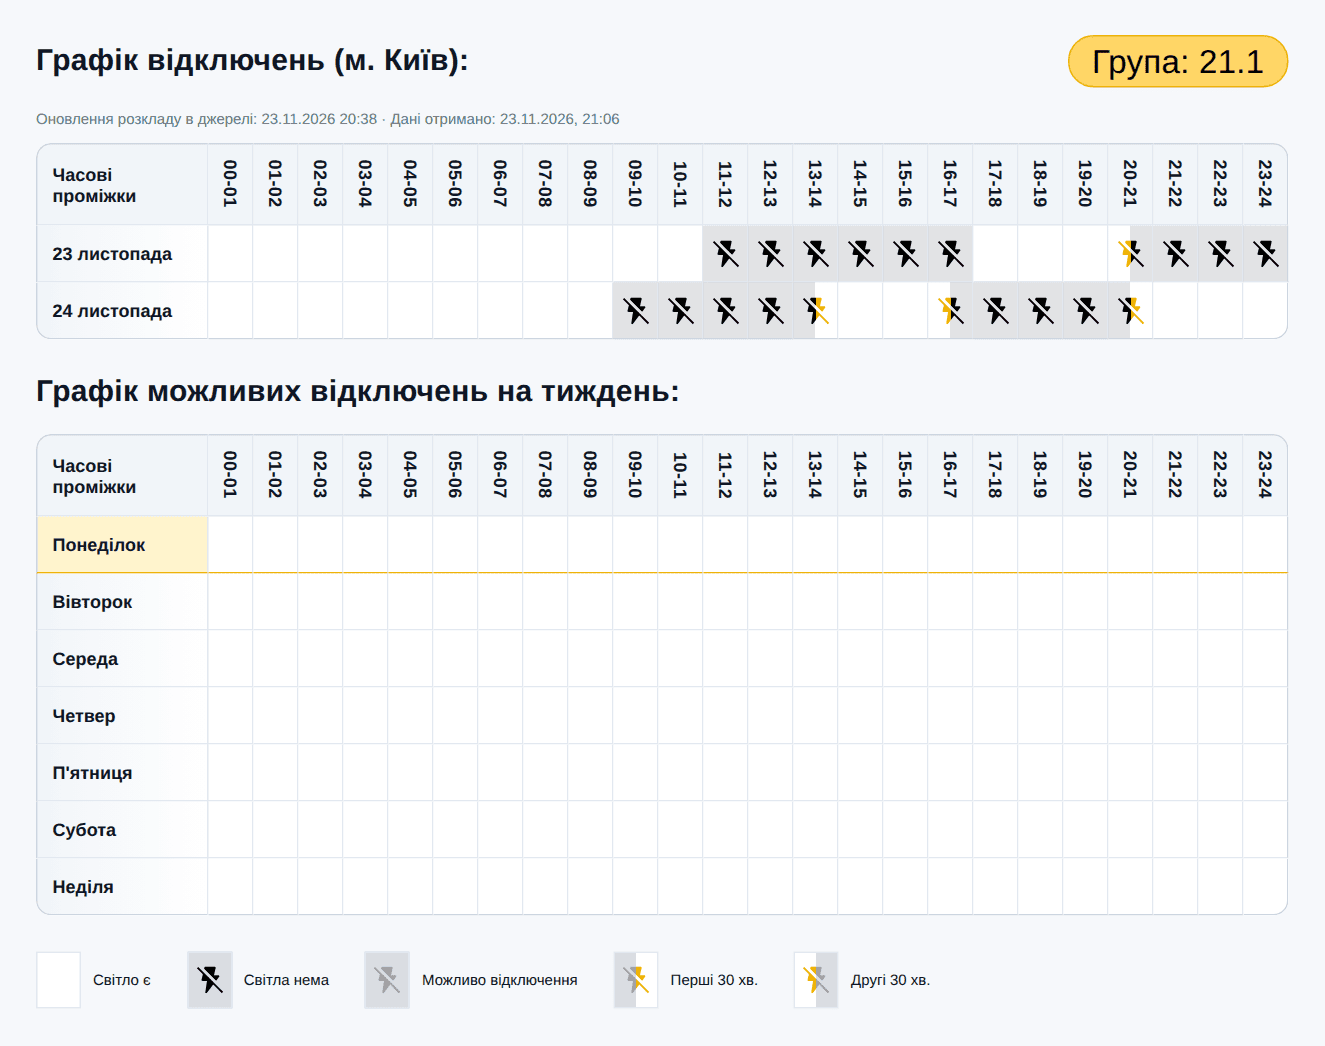 Графік відключень (м. Київ):
Група: 21.1
Оновлення розкладу в джерелі: 23.11.2026 20:38 · Дані отримано: 23.11.2026, 21:06
Часові
проміжки
00-01
01-02
02-03
03-04
04-05
05-06
06-07
07-08
08-09
09-10
10-11
11-12
12-13
13-14
14-15
15-16
16-17
17-18
18-19
19-20
20-21
21-22
22-23
23-24
23 листопада
24 листопада
Графік можливих відключень на тиждень:
Часові
проміжки
00-01
01-02
02-03
03-04
04-05
05-06
06-07
07-08
08-09
09-10
10-11
11-12
12-13
13-14
14-15
15-16
16-17
17-18
18-19
19-20
20-21
21-22
22-23
23-24
Понеділок
Вівторок
Середа
Четвер
П'ятниця
Субота
Неділя
Світло є
Світла нема
Можливо відключення
Перші 30 хв.
Другі 30 хв.